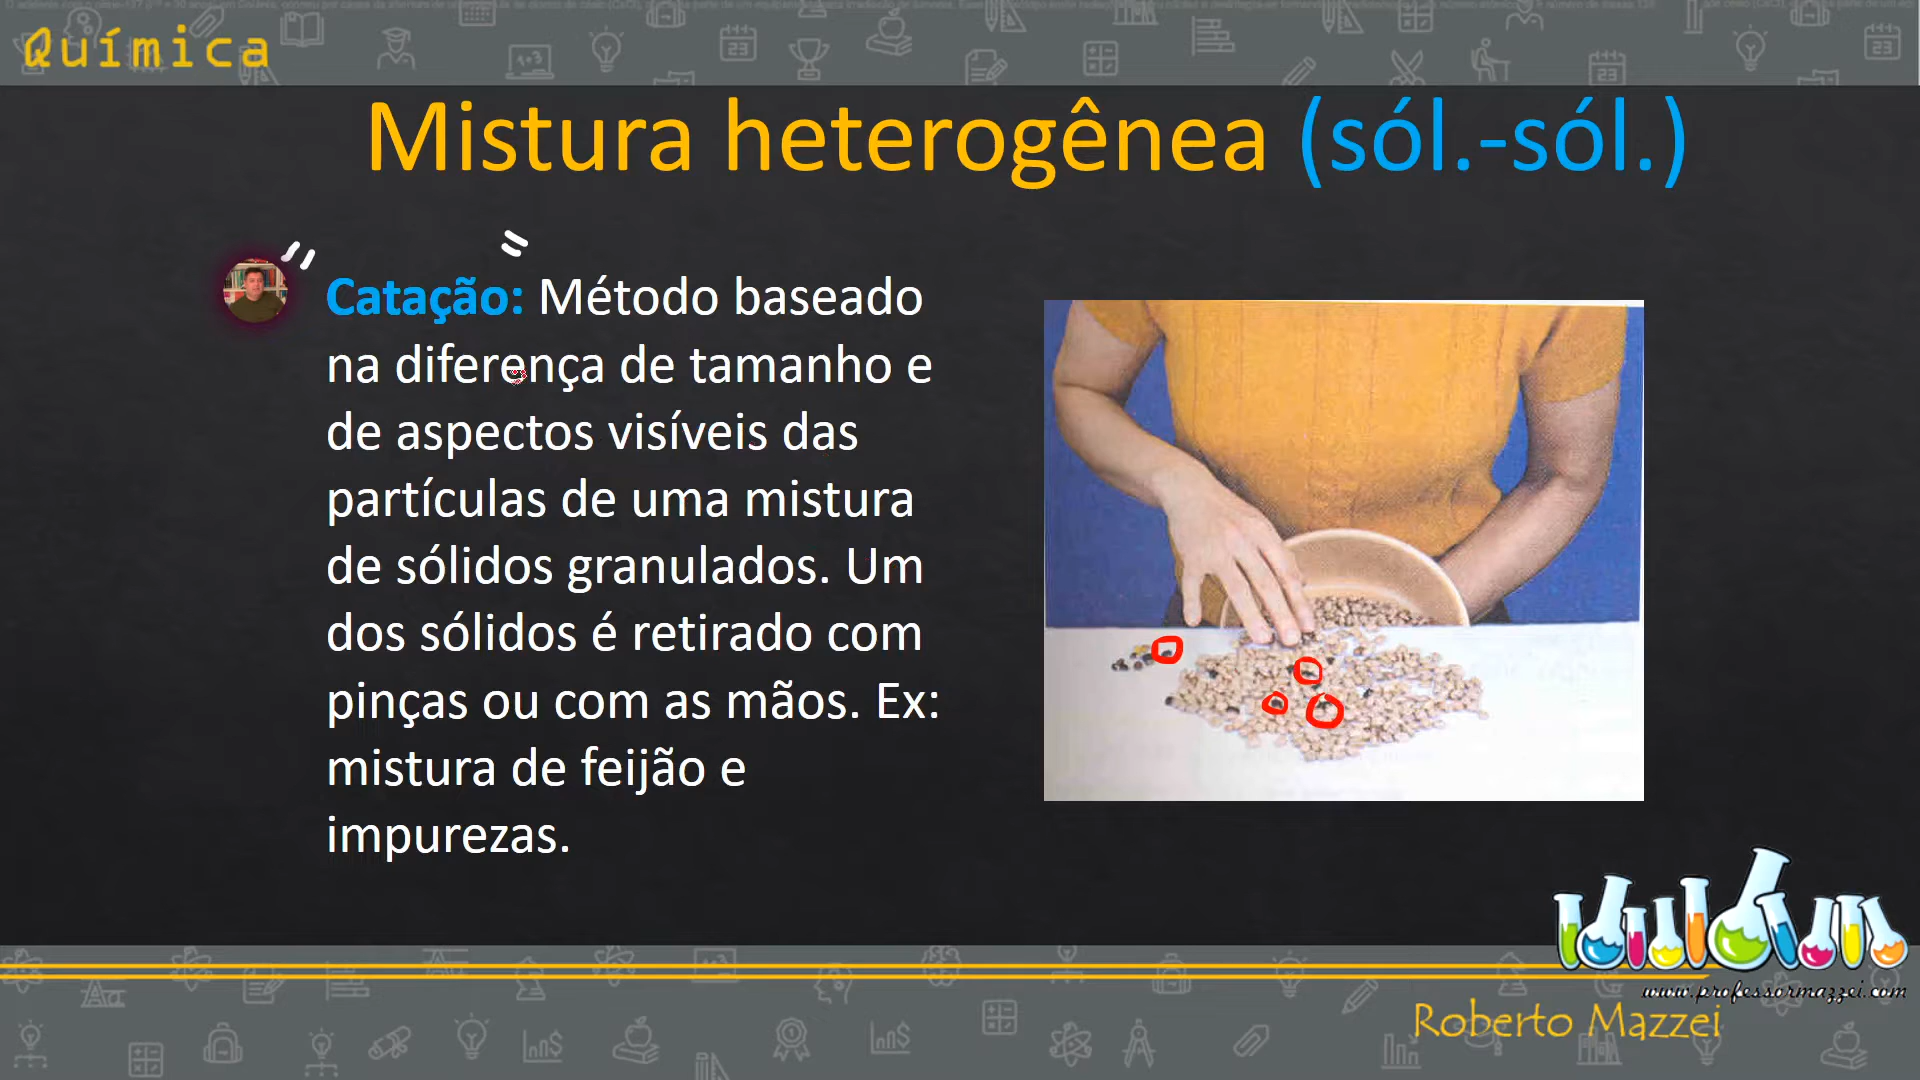 Química
Mistura heterogênea (sól.-sól.)
Catação: Método baseado
na diferença de tamanho e
de aspectos visíveis das
partículas de uma mistura
de sólidos granulados. Um
dos sólidos é retirado com
pinças ou com as mãos. Ex:
mistura de feijão e
impurezas.
www.professormazzei.com
Roberto Mazzei